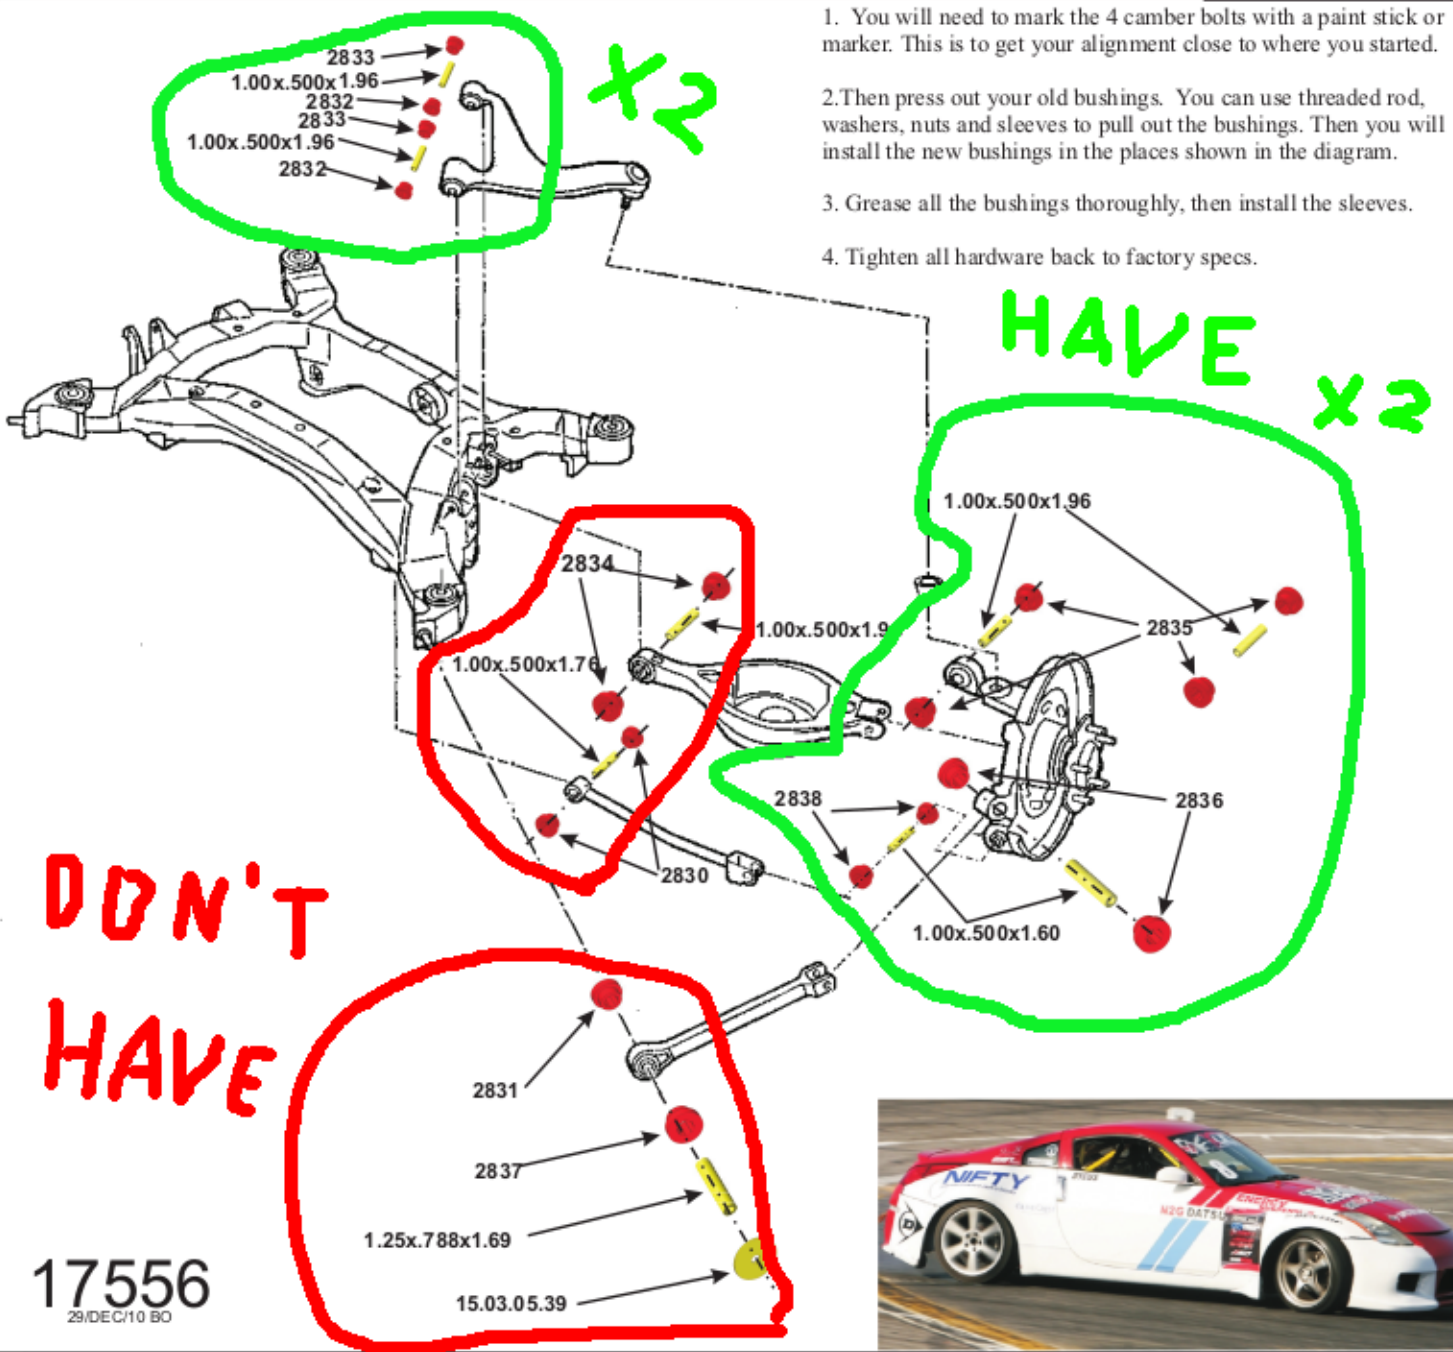 1. You will need to mark the 4 camber bolts with a paint stick or
marker. This is to get your alignment close to where you started.
2.Then press out your old bushings. You can use threaded rod,
washers, nuts and sleeves to pull out the bushings. Then you will
install the new bushings in the places shown in the diagram.
3. Grease all the bushings thoroughly, then install the sleeves.
4. Tighten all hardware back to factory specs.
2833
1.00x.500x1.96
2832
2833
1.00x.500x1.96
2832
X2
HAVE
X2
1.00x.500x1.96
2834
1.00x.500x1.9
2835
1.00x.500x1.76
2838
2836
2830
1.00x.500x1.60
DON'T
HAVE
2831
2837
1.25x.788x1.69
15.03.05.39
17556
29/DEC/10 BO
NIFTY
N2G DATSU
D